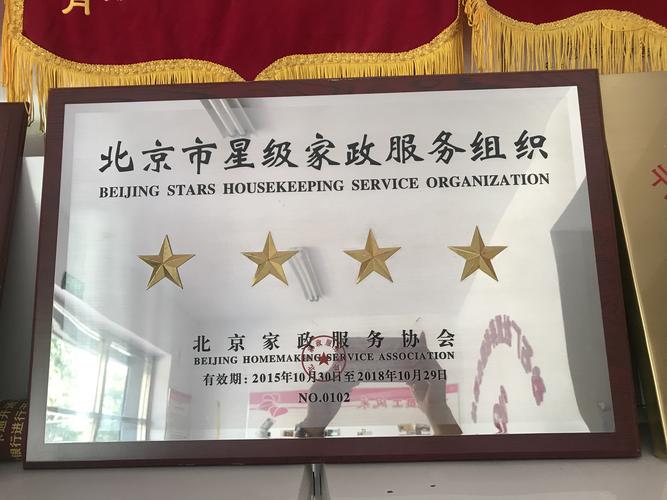 月
北京市星级家政服务组织
BEIJING STARS HOUSEKEEPING SERVICE ORGANIZATION
北京家政服务协会
BEIJING HOMEMAKING SERVICE ASSOCIATION
有效期:2015年10月30日至2018年10月29日
NO.0102